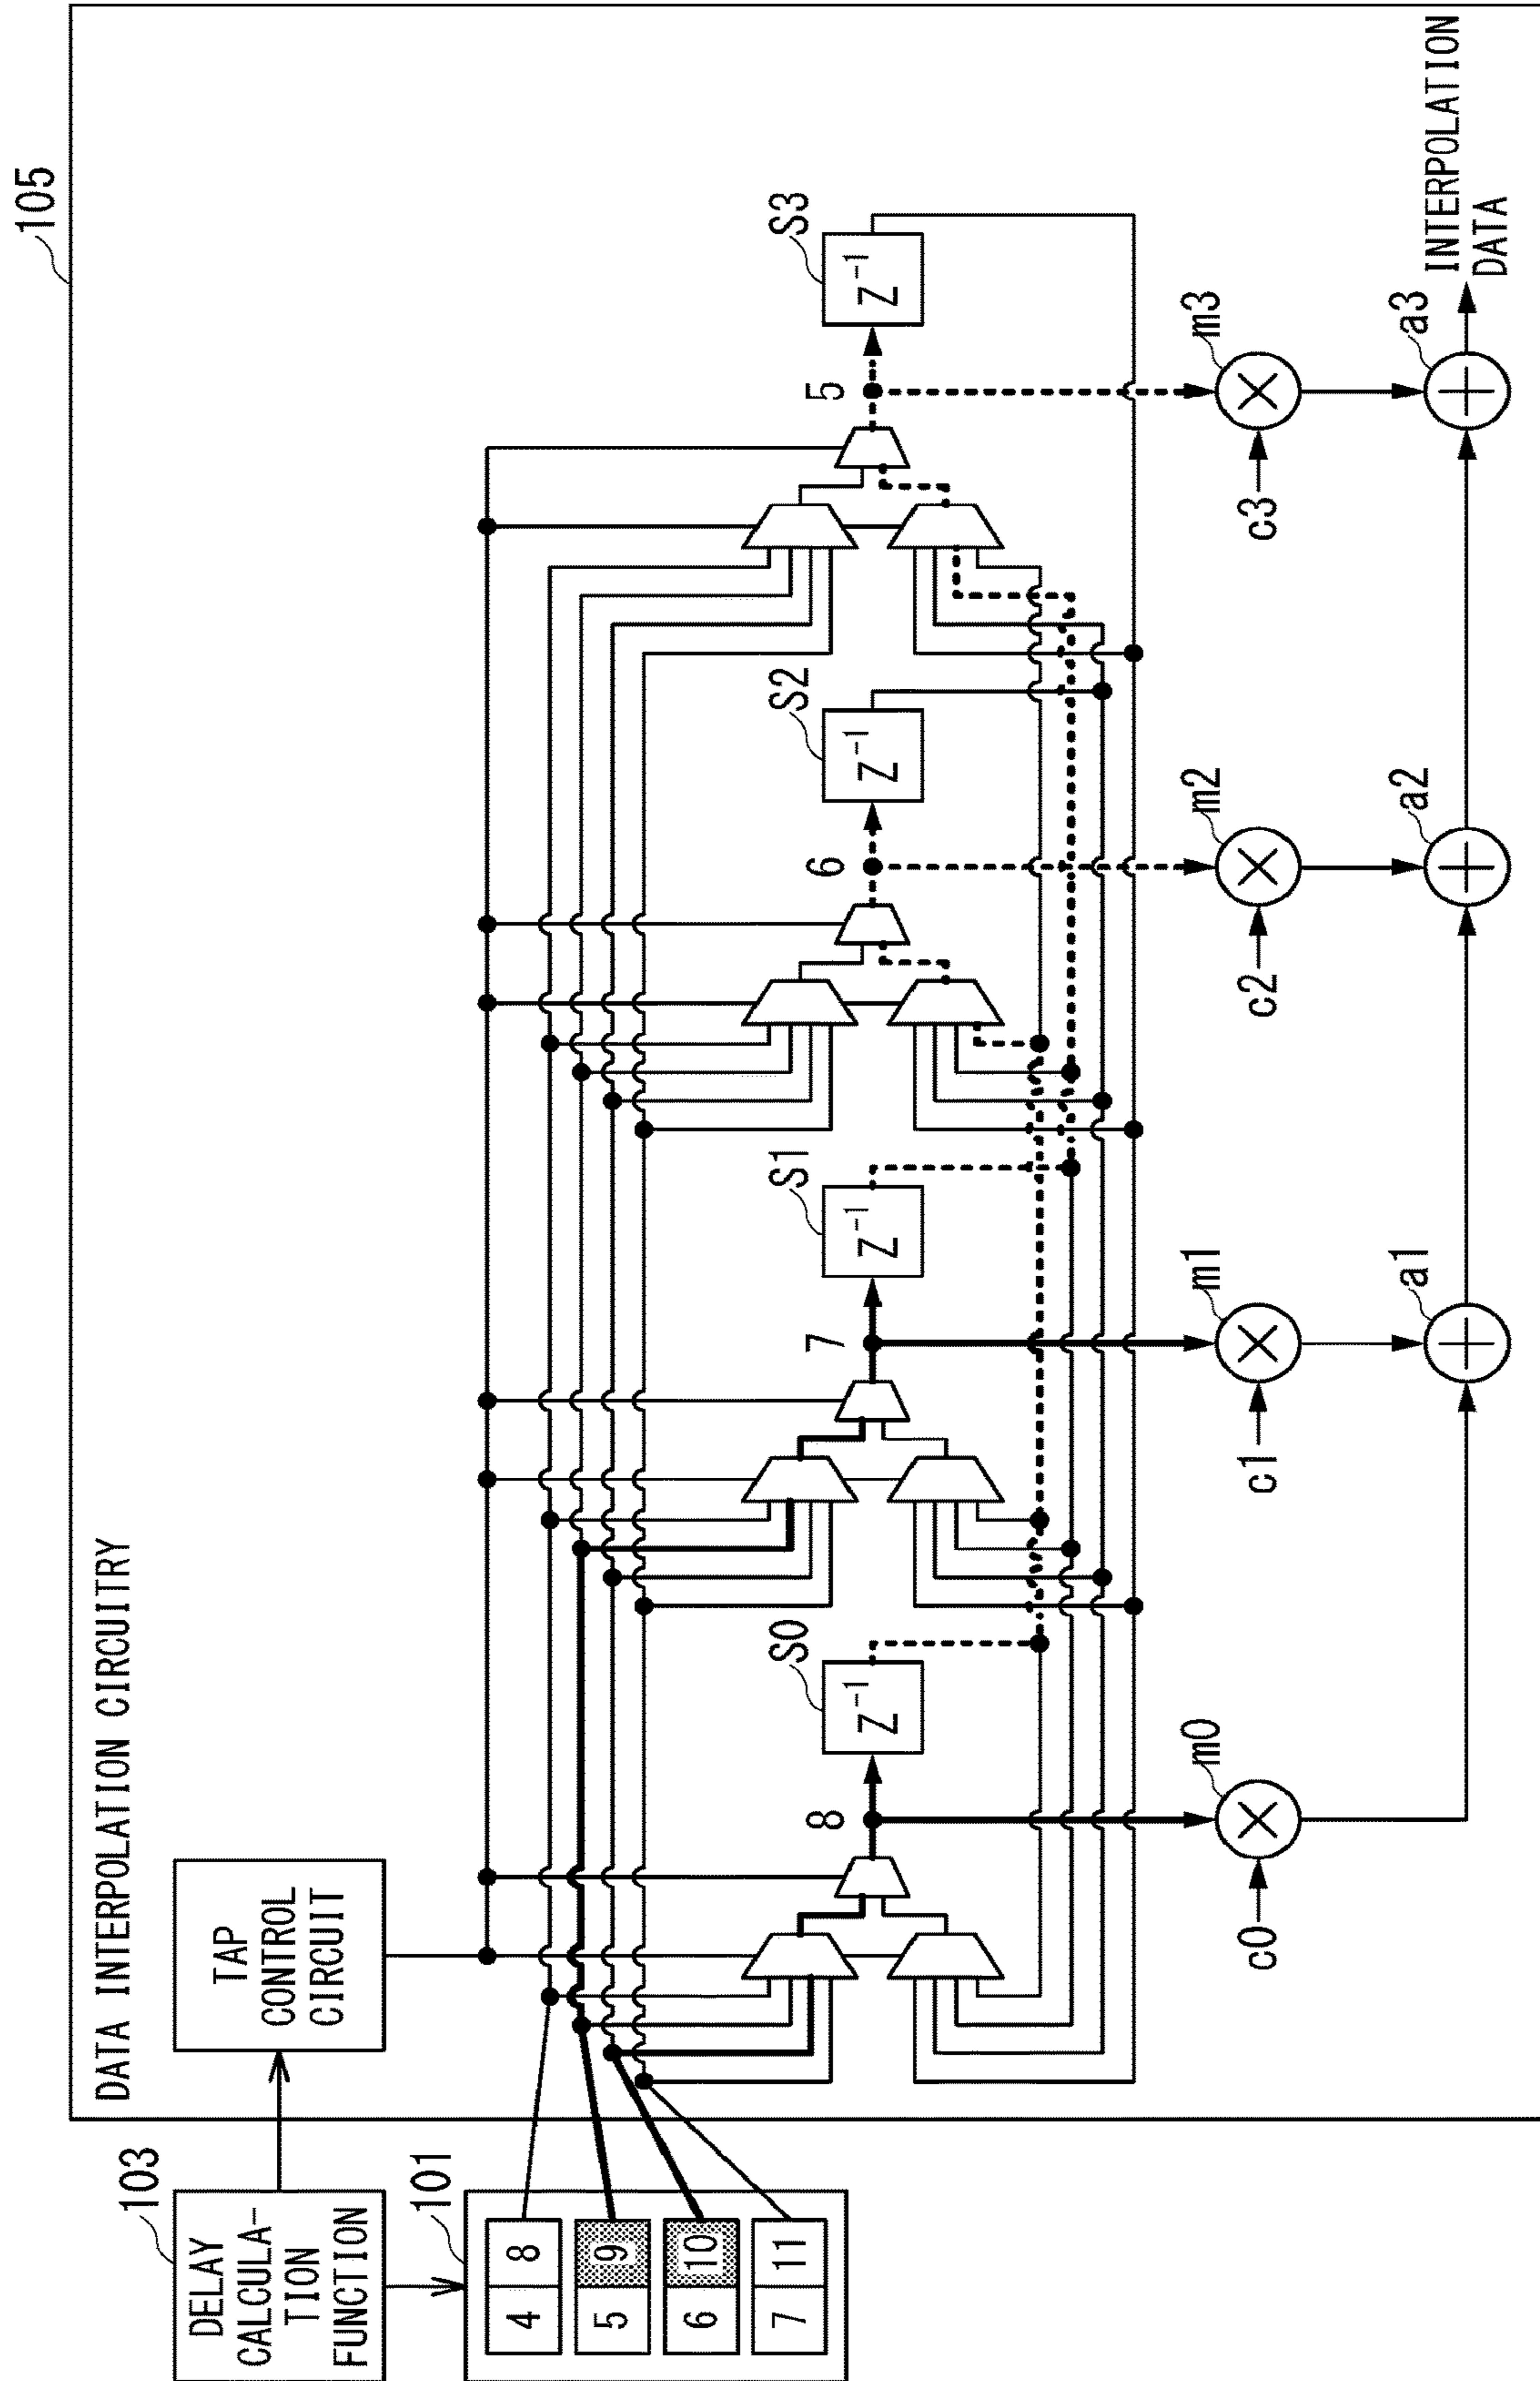 105
DATA INTERPOLATION CIRCUITRY
103
DELAY
CALCULA-
TION
FUNCTION
TAP
CONTROL
CIRCUIT
101
4 8
5 9
6 10
7 11
8
S0
Z⁻¹
7
S1
Z⁻¹
6
S2
Z⁻¹
5
S3
Z⁻¹
c0
m0
c1
m1
c2
m2
c3
m3
a1
a2
a3
INTERPOLATION
DATA